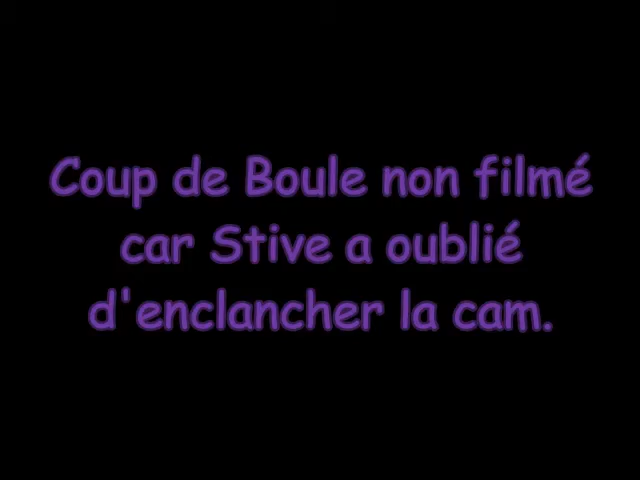 Coup de Boule non filmé
car Stive a oublié
d'enclancher la cam.